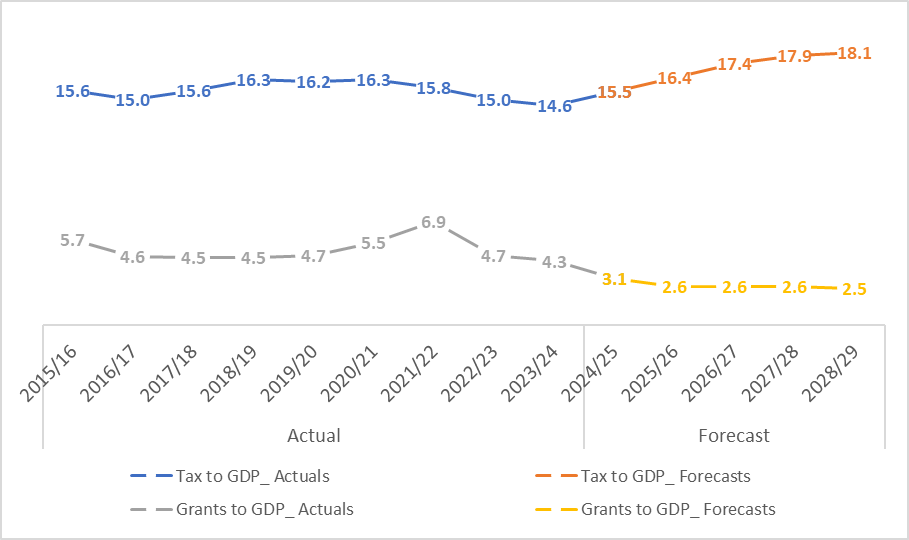 15.6 15.0 15.6 16.3 16.2 16.3 15.8 15.0 14.6 15.5 16.4 17.4 17.9 18.1
5.7 4.6 4.5 4.5 4.7 5.5 6.9 4.7 4.3 3.1 2.6 2.6 2.6 2.5
2015/16 2016/17 2017/18 2018/19 2019/20 2020/21 2021/22 2022/23 2023/24 2024/25 2025/26 2026/27 2027/28 2028/29
Actual Forecast
Tax to GDP_ Actuals Tax to GDP_ Forecasts
Grants to GDP_ Actuals Grants to GDP_ Forecasts